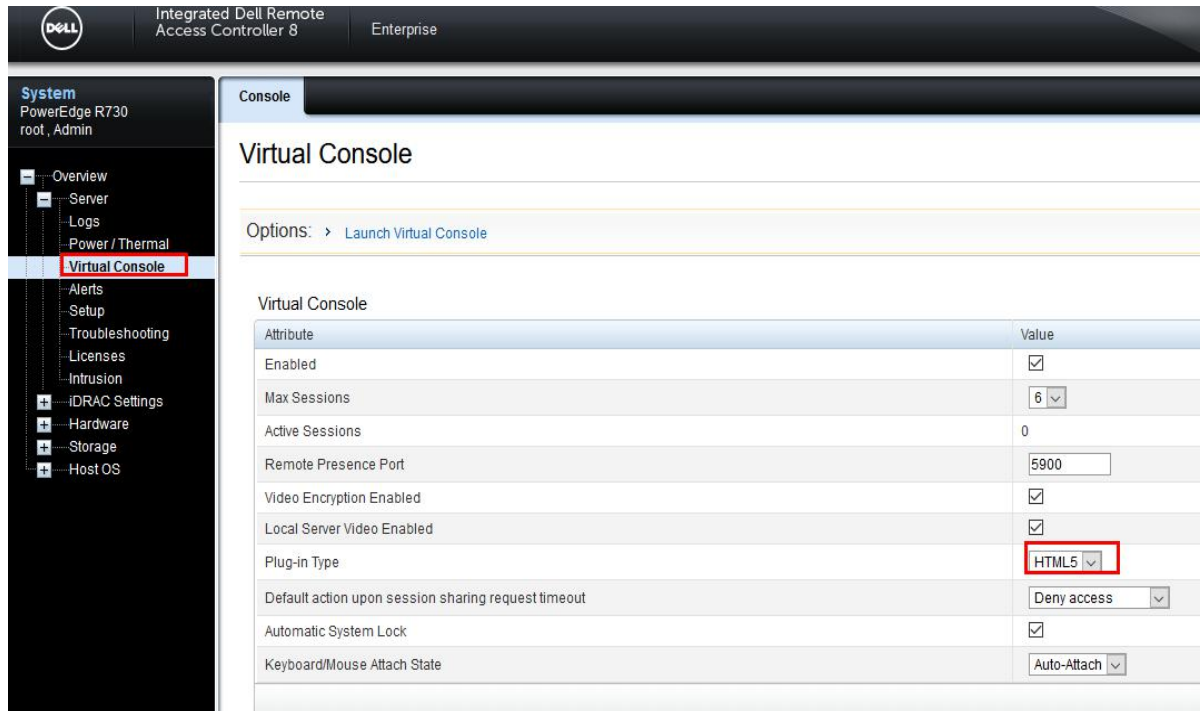 DELL
Integrated Dell Remote
Access Controller 8
Enterprise
System
PowerEdge R730
root , Admin
Overview
Server
Logs
Power / Thermal
Virtual Console
Alerts
Setup
Troubleshooting
Licenses
Intrusion
iDRAC Settings
Hardware
Storage
Host OS
Console
Virtual Console
Options: › Launch Virtual Console
Virtual Console
Attribute Value
Enabled
Max Sessions 6
Active Sessions 0
Remote Presence Port 5900
Video Encryption Enabled
Local Server Video Enabled
Plug-in Type HTML5
Default action upon session sharing request timeout Deny access
Automatic System Lock
Keyboard/Mouse Attach State Auto-Attach